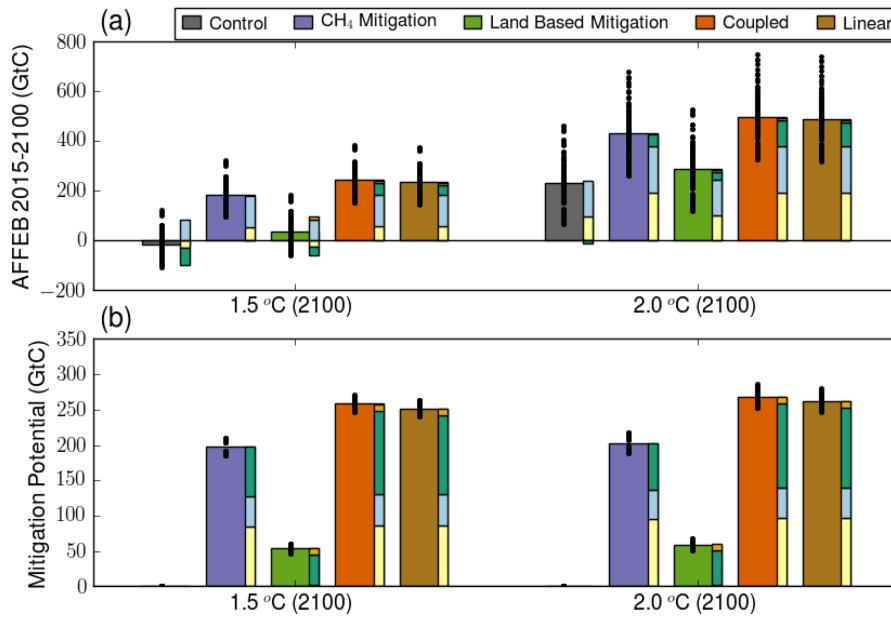 (a)
Control
CH₄ Mitigation
Land Based Mitigation
Coupled
Linear
AFFEB 2015-2100 (GtC)
800
600
400
200
0
−200
1.5 °C (2100)
2.0 °C (2100)
(b)
Mitigation Potential (GtC)
350
300
250
200
150
100
50
0
1.5 °C (2100)
2.0 °C (2100)